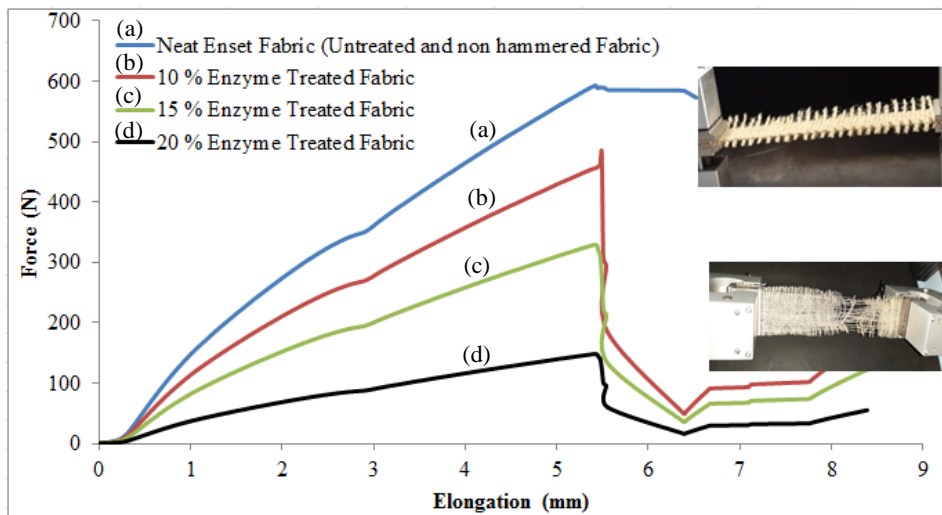 700
600
500
400
300
200
100
0
Force (N)
(a) Neat Enset Fabric (Untreated and non hammered Fabric)
(b) 10 % Enzyme Treated Fabric
(c) 15 % Enzyme Treated Fabric
(d) 20 % Enzyme Treated Fabric
(a)
(b)
(c)
(d)
0 1 2 3 4 5 6 7 8 9
Elongation (mm)